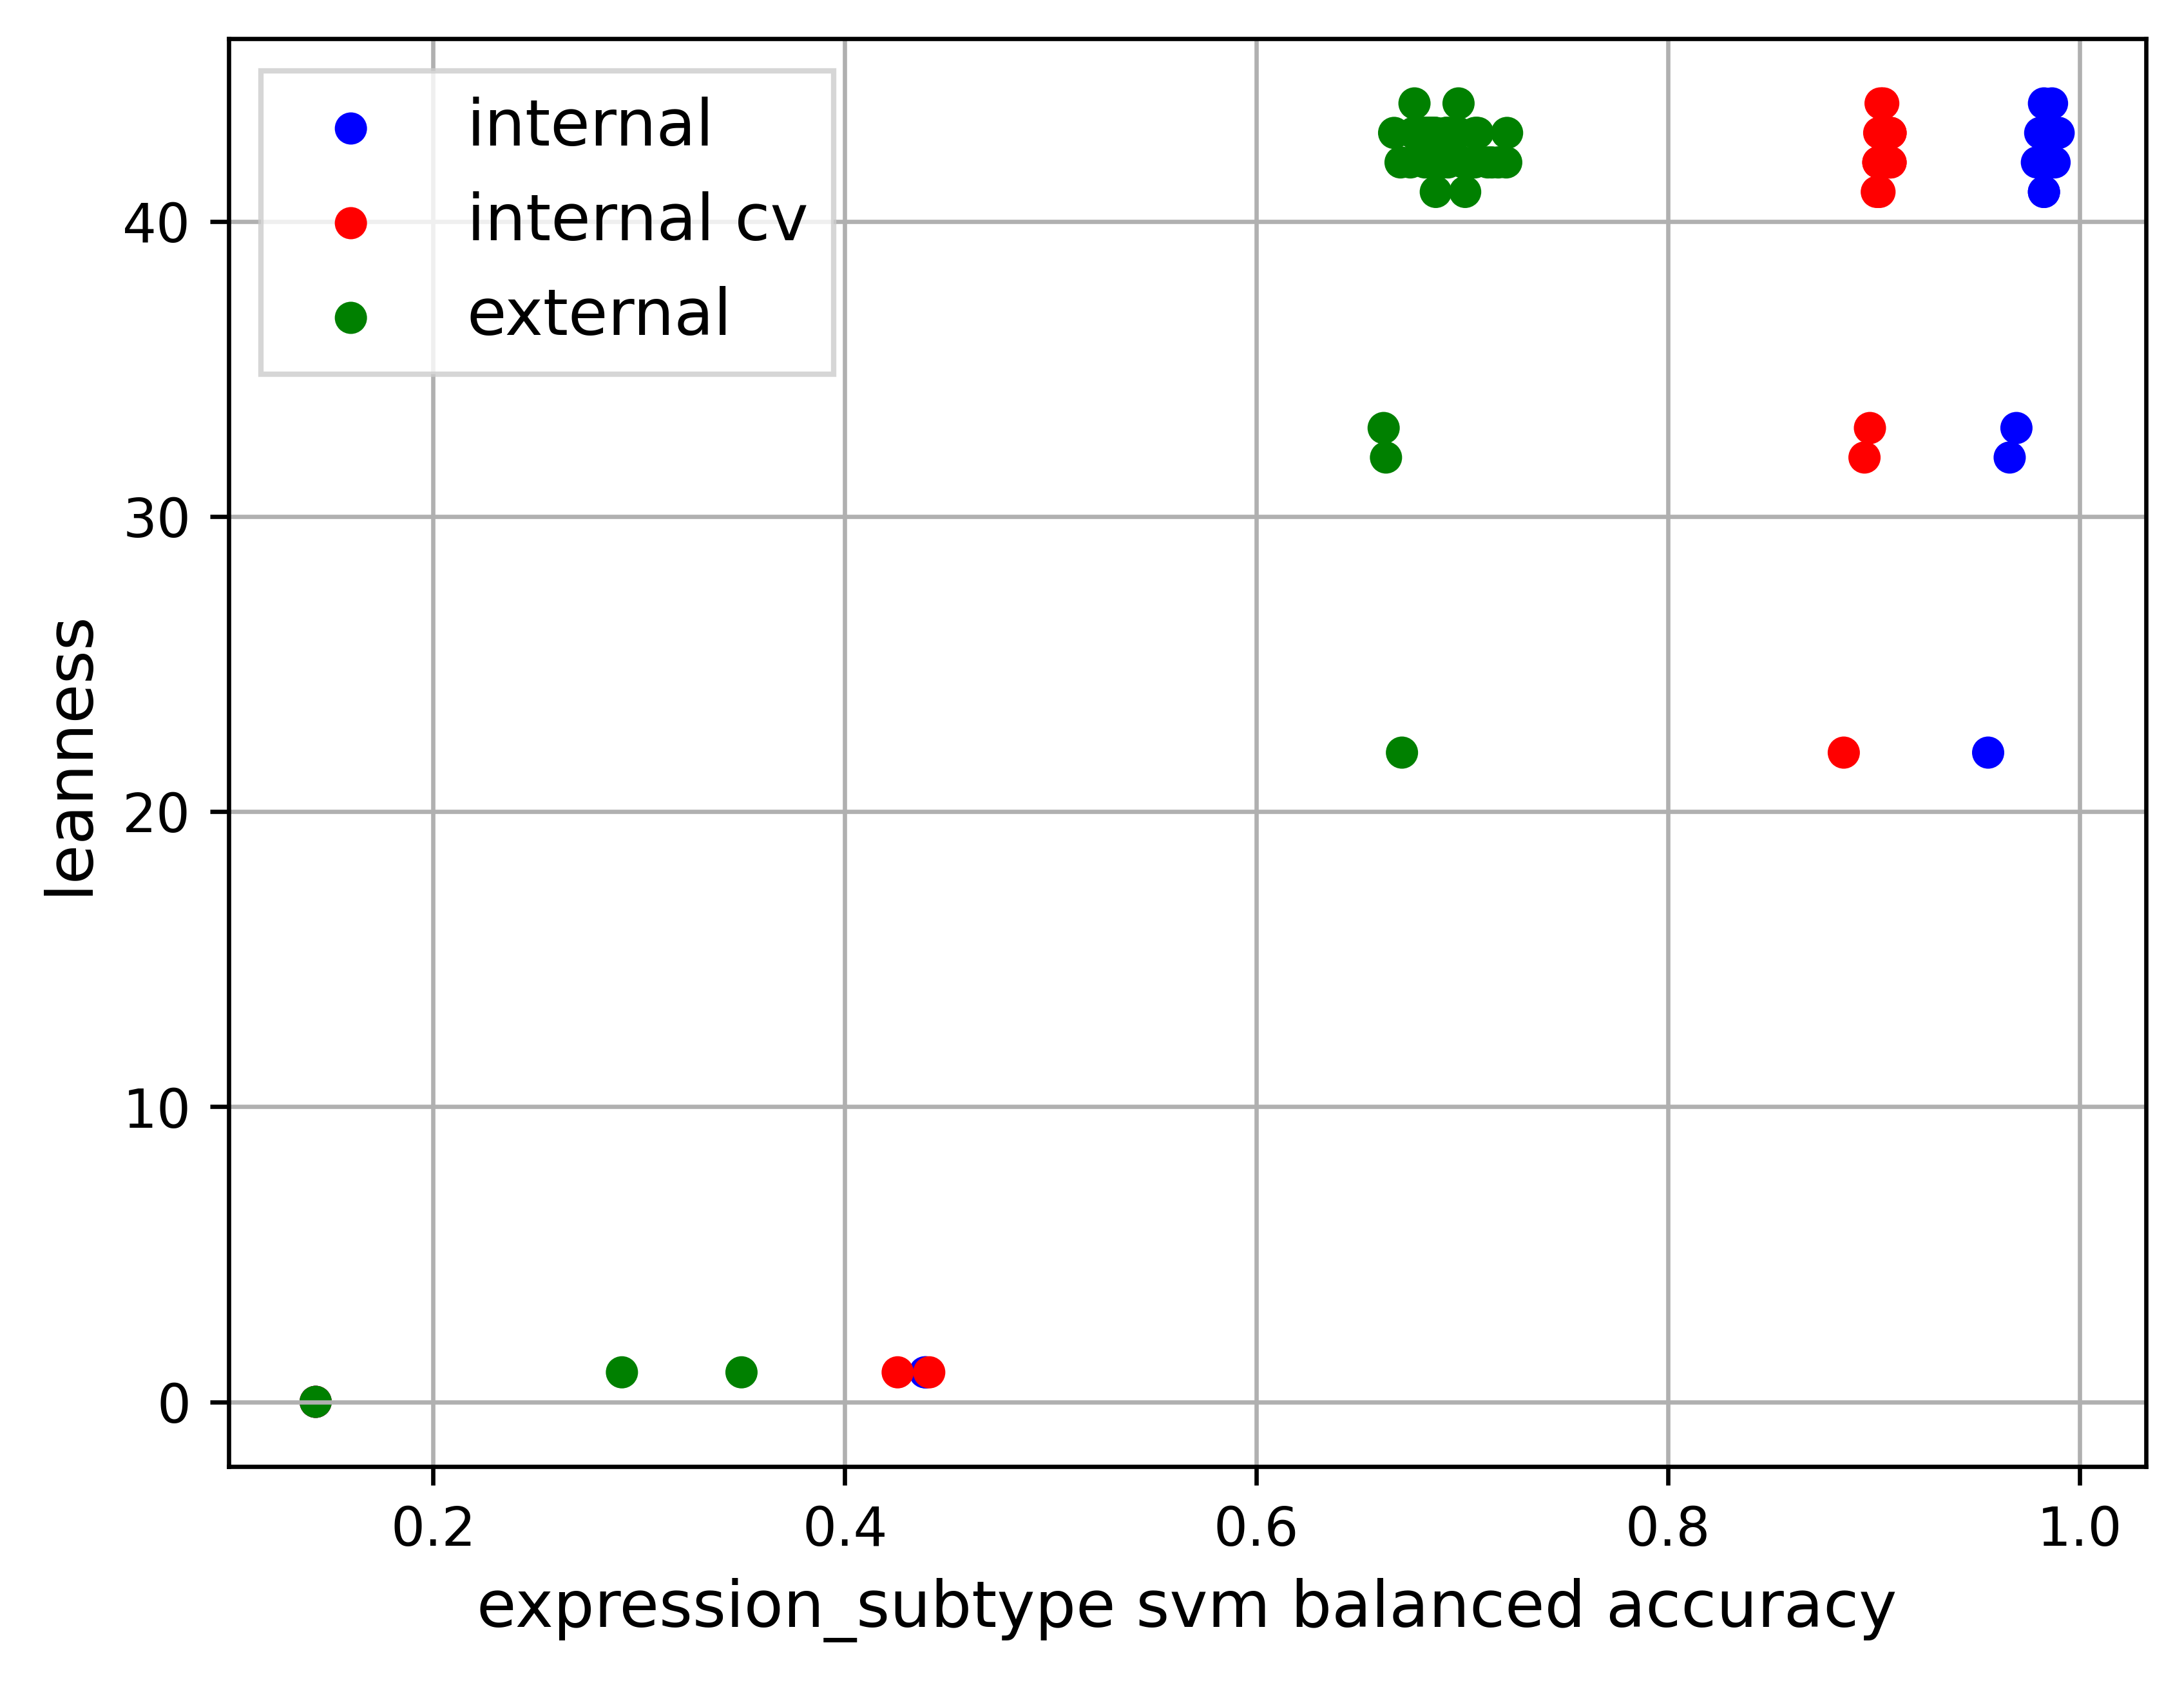 internal
internal cv
external
40
30
20
10
0
leanness
0.2 0.4 0.6 0.8 1.0
expression_subtype svm balanced accuracy